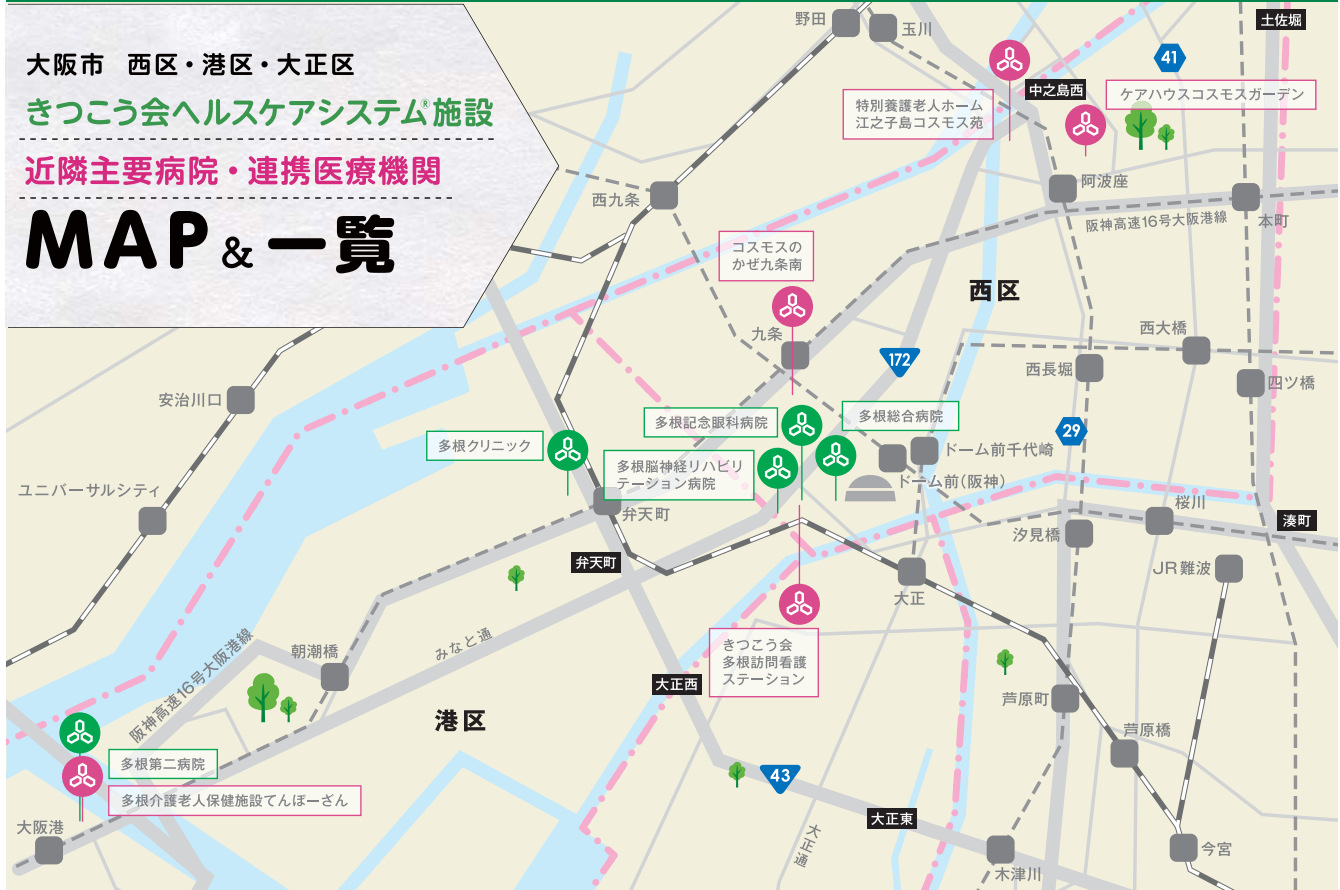 大阪市 西区・港区・大正区
きつこう会ヘルスケアシステム®施設
近隣主要病院・連携医療機関
MAP&一覧
野田
玉川
土佐堀
41
中之島西
ケアハウスコスモスガーデン
特別養護老人ホーム
江之子島コスモス苑
阿波座
西九条
本町
阪神高速16号大阪港線
コスモスの
かぜ九条南
西区
九条
西大橋
172
西長堀
四ツ橋
安治川口
多根記念眼科病院
多根総合病院
29
多根クリニック
ドーム前千代崎
多根脳神経リハビリ
テーション病院
ドーム前(阪神)
ユニバーサルシティ
桜川
弁天町
湊町
汐見橋
弁天町
JR難波
大正
みなと通
きつこう会
多根訪問看護
ステーション
朝潮橋
阪神高速16号大阪港線
大正西
芦原町
港区
芦原橋
多根第二病院
43
多根介護老人保健施設てんぽーざん
大正東
大阪港
大正通
今宮
木津川